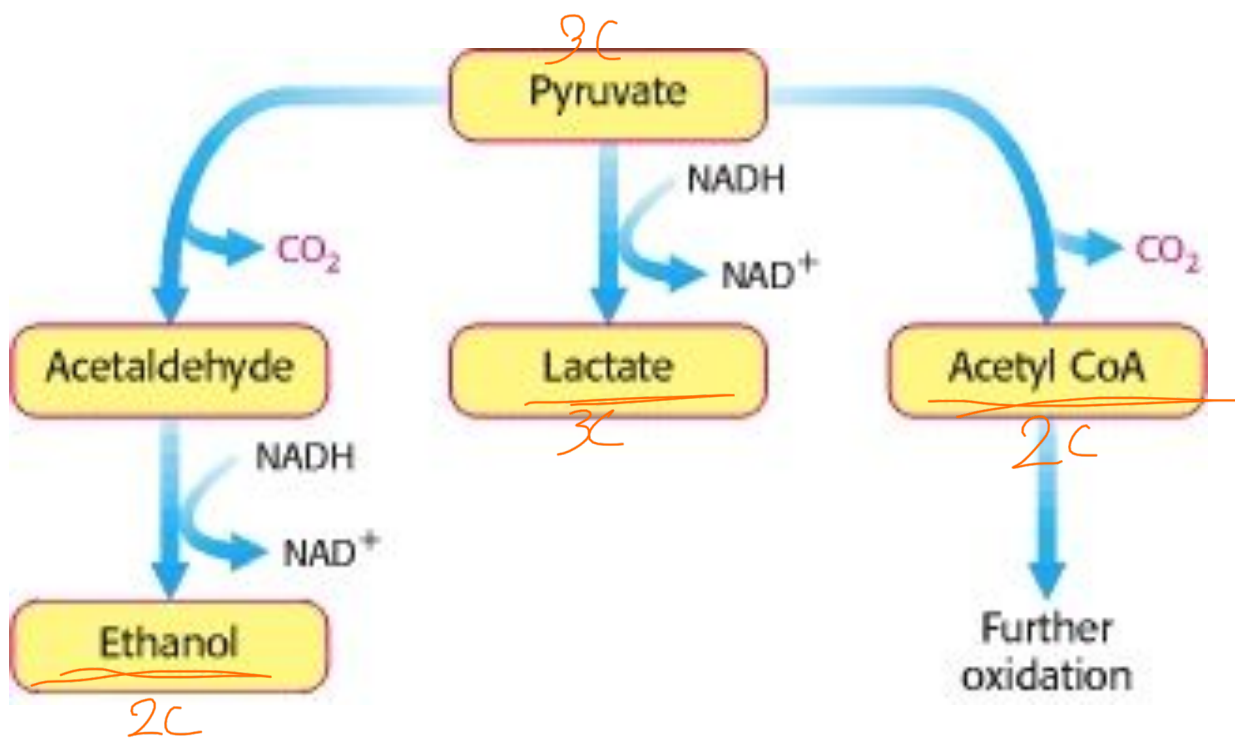 3C
Pyruvate
NADH
CO₂
NAD⁺
CO₂
Acetaldehyde
Lactate
Acetyl CoA
3C
2C
NADH
NAD⁺
Ethanol
2C
Further
oxidation